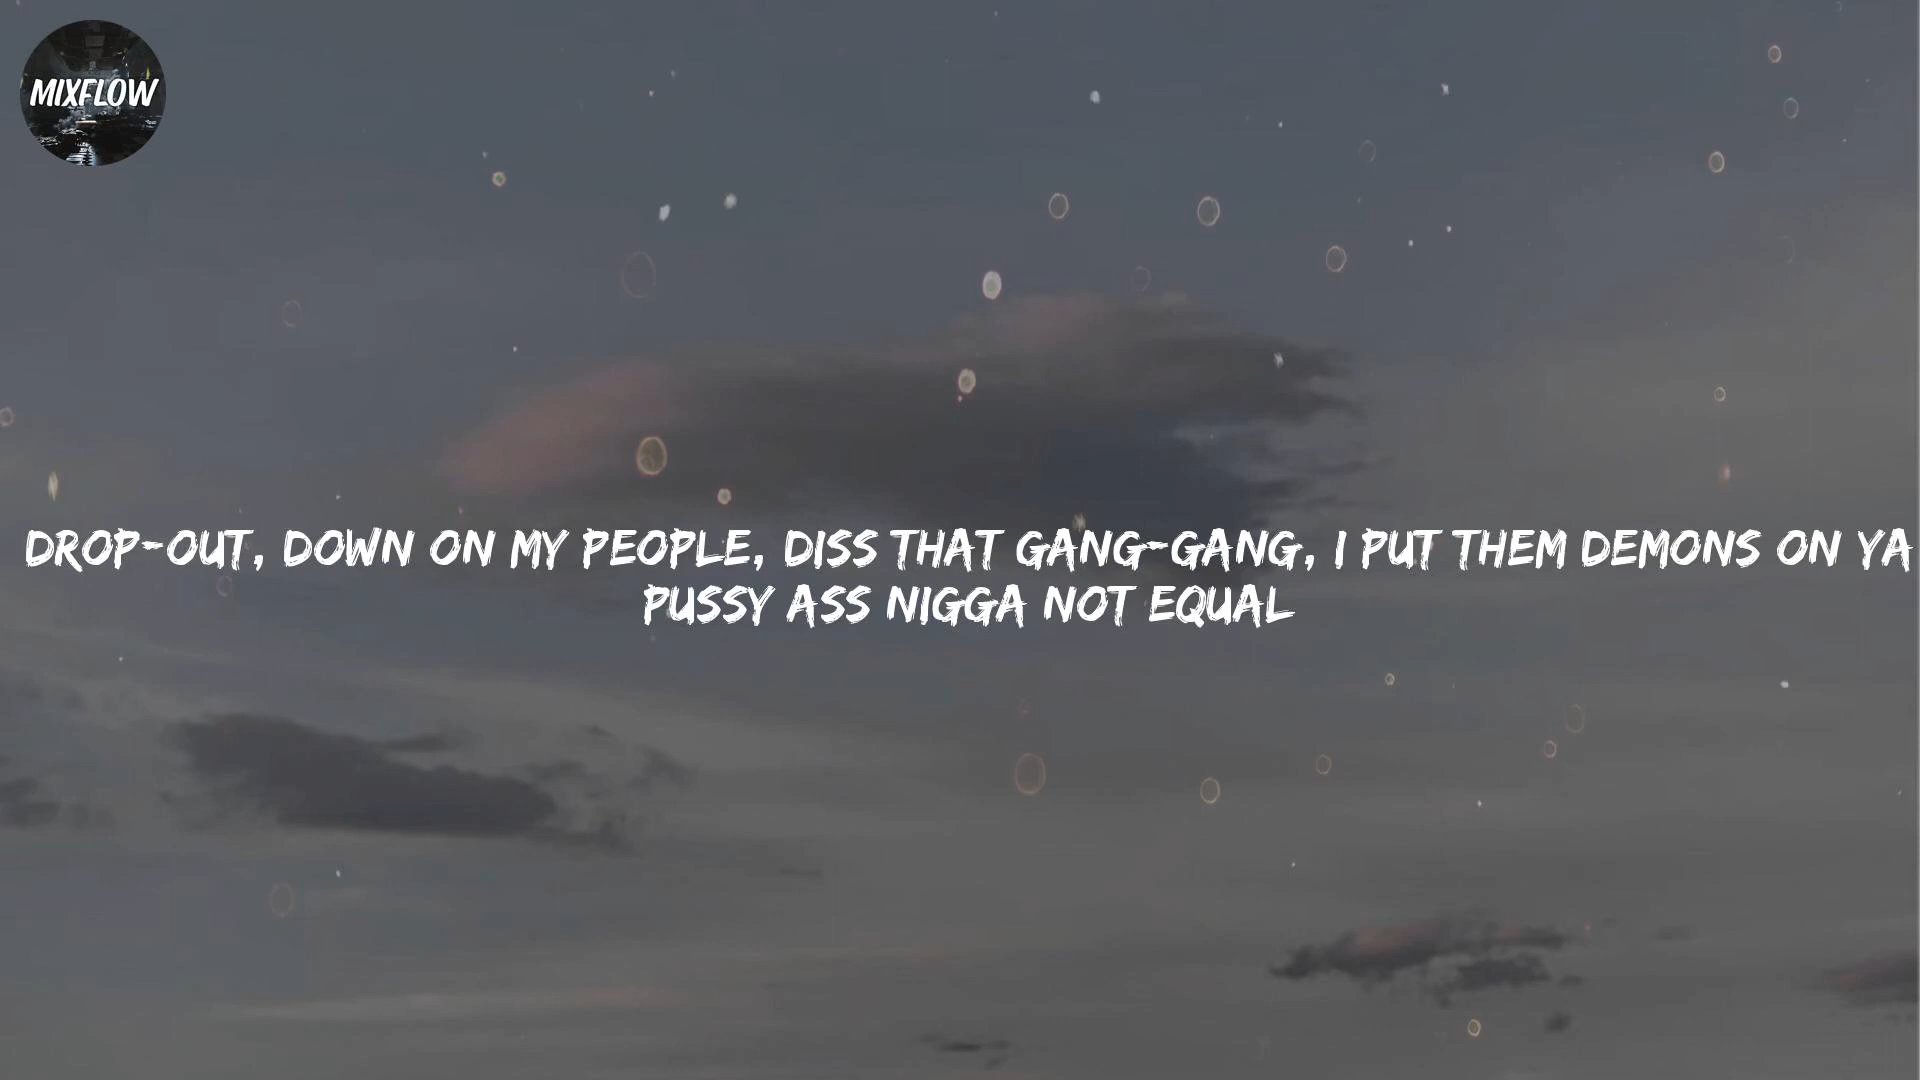 MIXFLOW
DROP-OUT, DOWN ON MY PEOPLE, DISS THAT GANG-GANG, I PUT THEM DEMONS ON YA
PUSSY ASS NIGGA NOT EQUAL